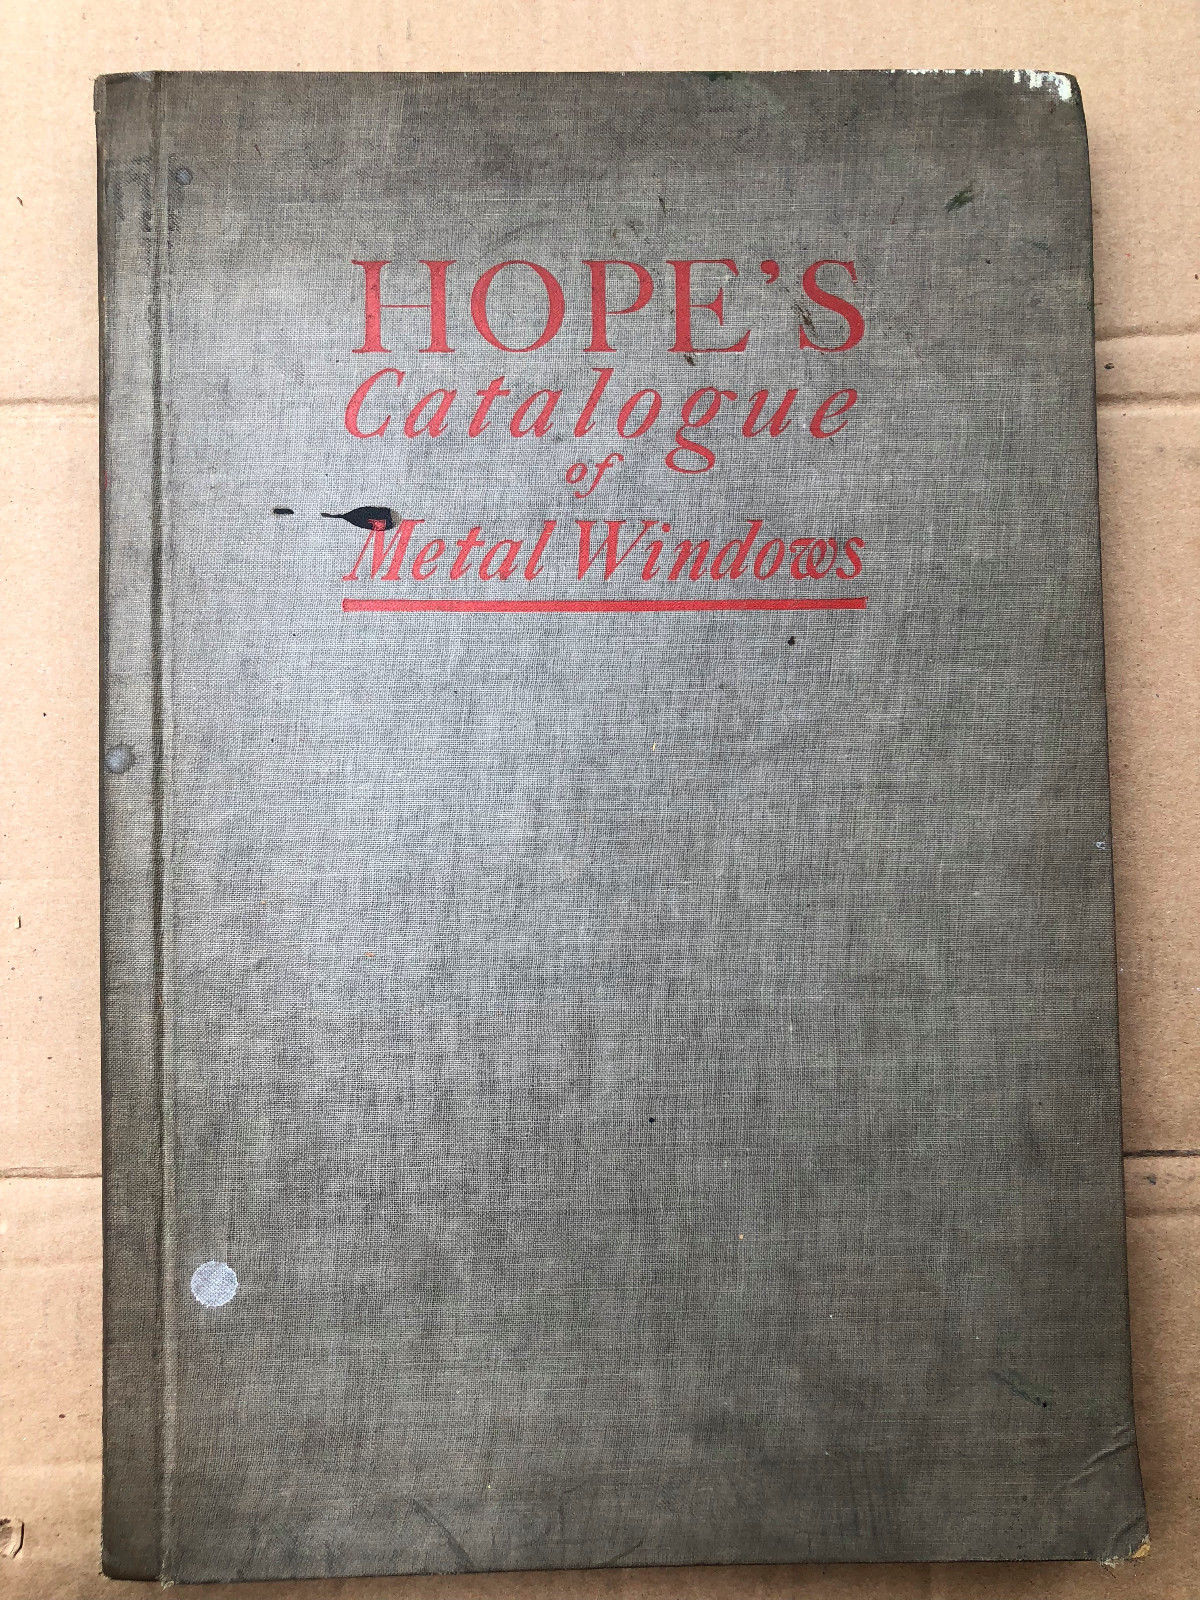 HOPE'S
Catalogue
of
Metal Windows